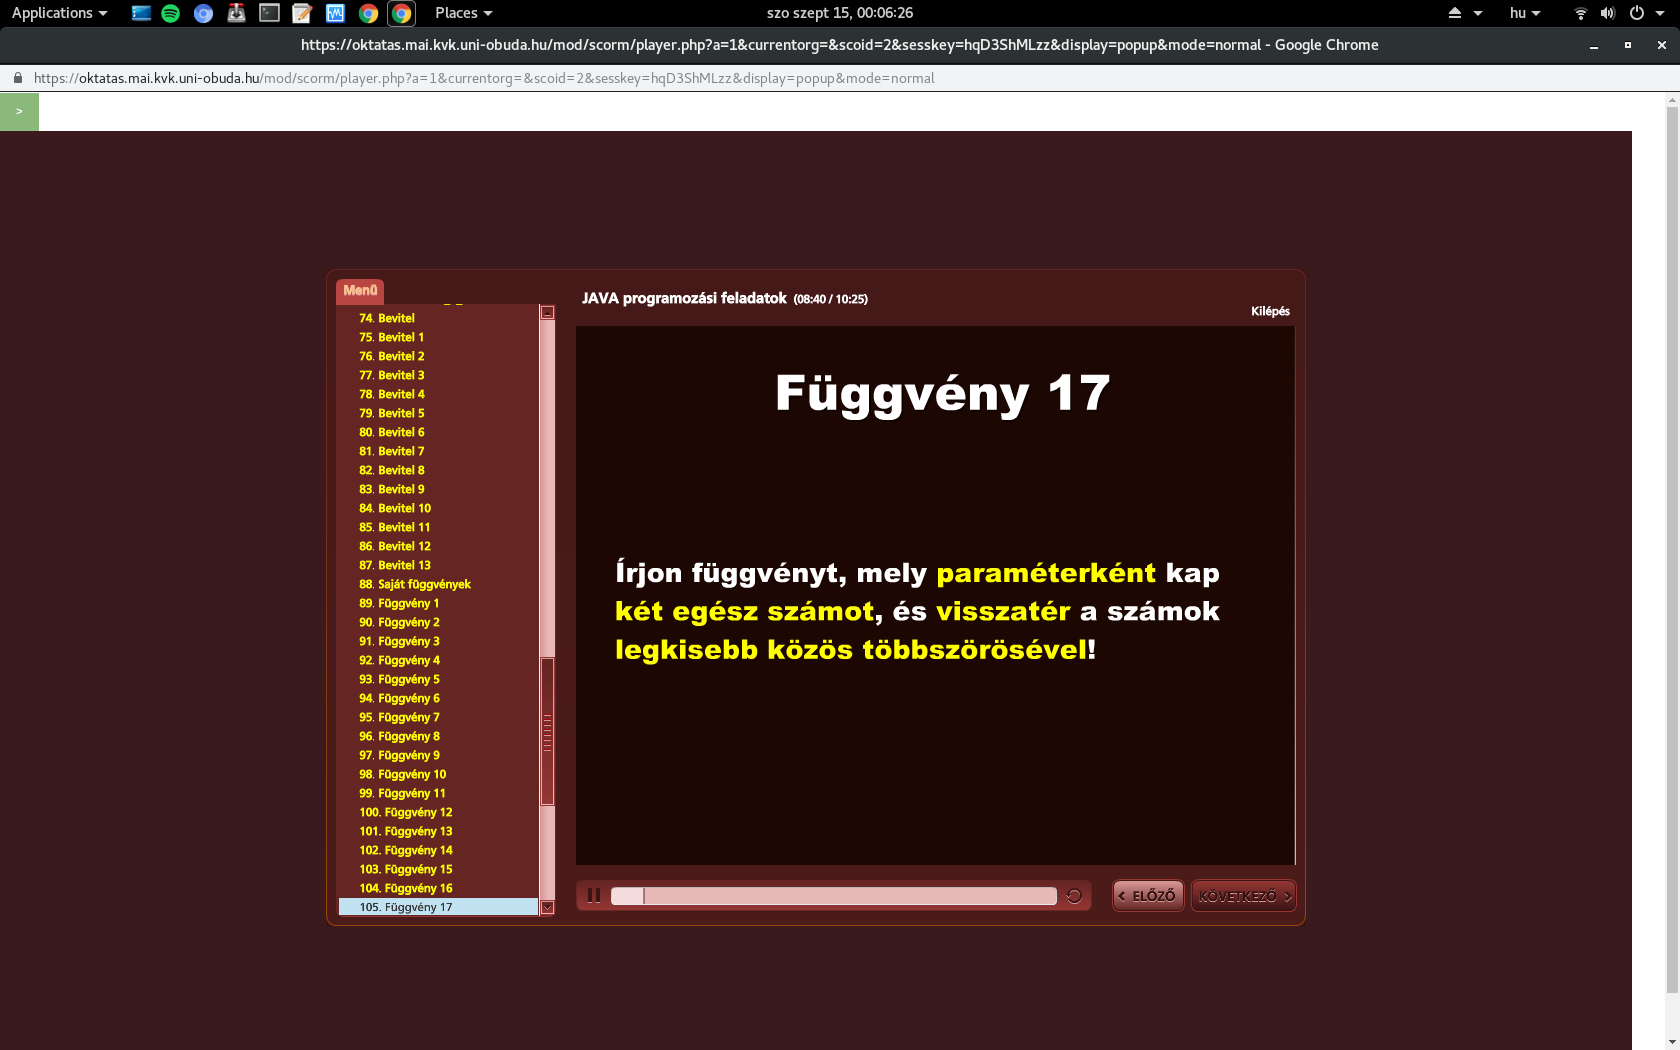 Applications
Places
szo szept 15, 00:06:26
hu
https://oktatas.mai.kvk.uni-obuda.hu/mod/scorm/player.php?a=1&currentorg=&scoid=2&sesskey=hqD3ShMLzz&display=popup&mode=normal - Google Chrome
https://oktatas.mai.kvk.uni-obuda.hu/mod/scorm/player.php?a=1&currentorg=&scoid=2&sesskey=hqD3ShMLzz&display=popup&mode=normal
>
Menü
74. Bevitel
75. Bevitel 1
76. Bevitel 2
77. Bevitel 3
78. Bevitel 4
79. Bevitel 5
80. Bevitel 6
81. Bevitel 7
82. Bevitel 8
83. Bevitel 9
84. Bevitel 10
85. Bevitel 11
86. Bevitel 12
87. Bevitel 13
88. Saját függvények
89. Függvény 1
90. Függvény 2
91. Függvény 3
92. Függvény 4
93. Függvény 5
94. Függvény 6
95. Függvény 7
96. Függvény 8
97. Függvény 9
98. Függvény 10
99. Függvény 11
100. Függvény 12
101. Függvény 13
102. Függvény 14
103. Függvény 15
104. Függvény 16
105. Függvény 17
JAVA programozási feladatok (08:40 / 10:25)
Kilépés
Függvény 17
Írjon függvényt, mely paraméterként kap
két egész számot, és visszatér a számok
legkisebb közös többszörösével!
< ELŐZŐ
KÖVETKEZŐ >